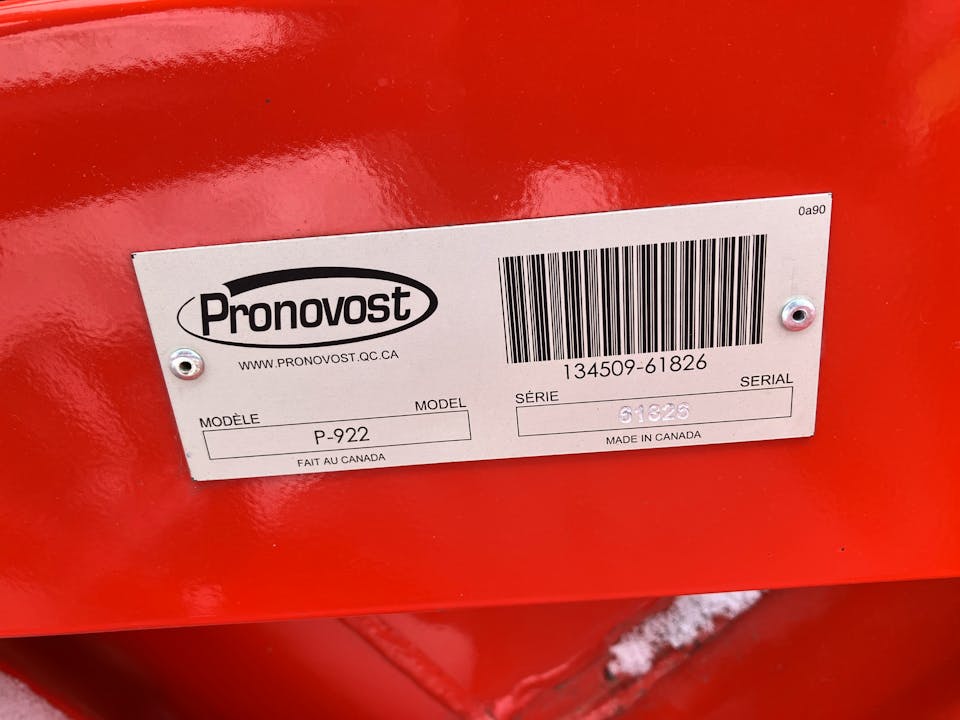 0a90
Pronovost
WWW.PRONOVOST.QC.CA
134509-61826
MODÈLE MODEL
P-922
FAIT AU CANADA
SÉRIE SERIAL
61826
MADE IN CANADA